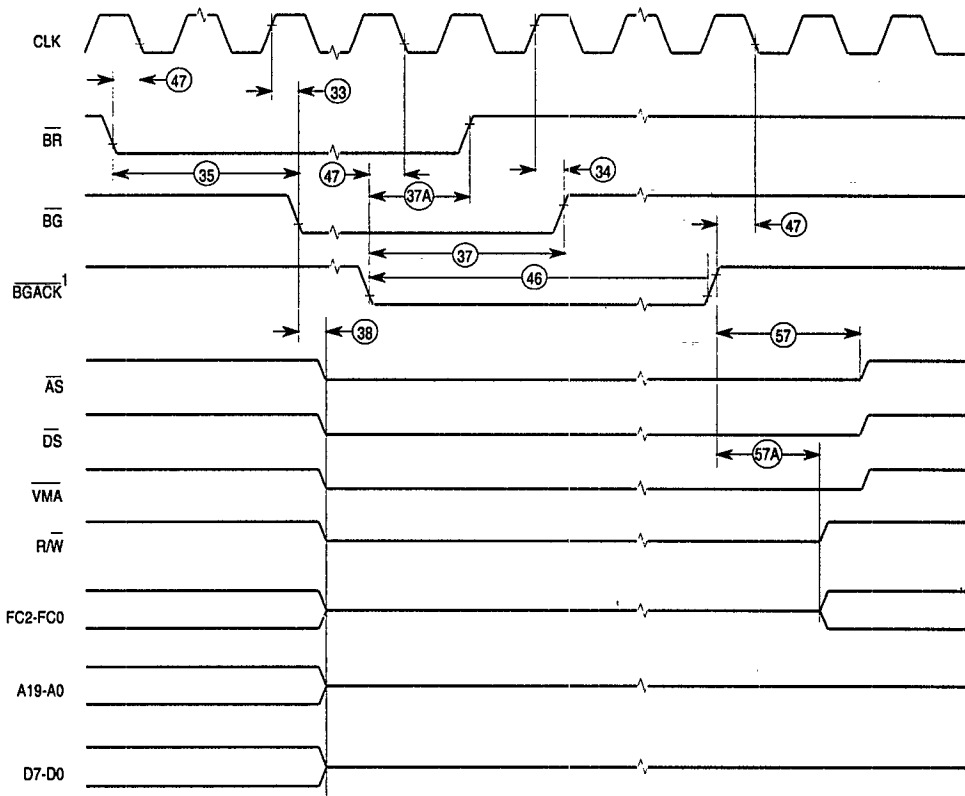 CLK
47
33
BR
35
47
37A
34
BG
47
37
BGACK1
46
38
57
AS
DS
57A
VMA
R/W
FC2-FC0
A19-A0
D7-D0